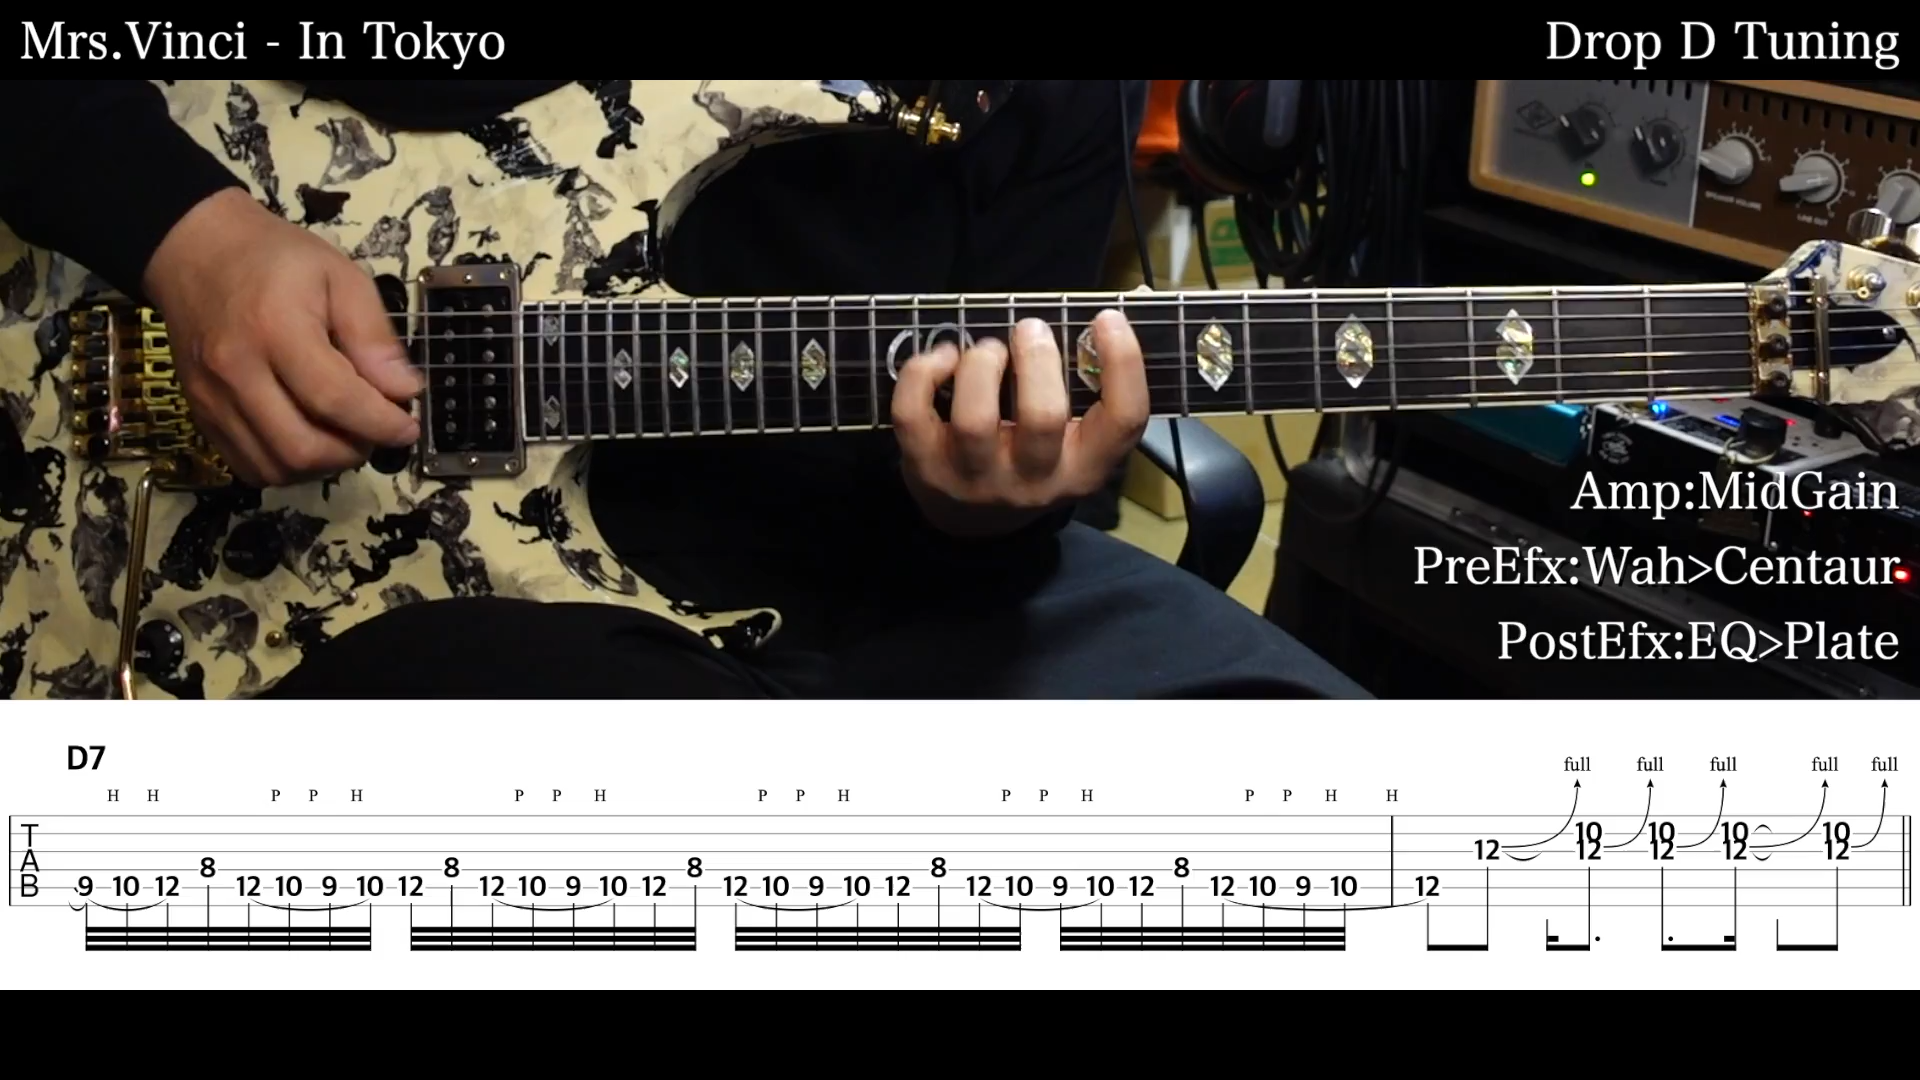 Mrs.Vinci - In Tokyo
Drop D Tuning
Amp:MidGain
PreEfx:Wah>Centaur
PostEfx:EQ>Plate
D7
full full full full full
H H P P H P P H P P H P P H P P H H
T
A
B
10 10 10 10
12 12 12 12 12
8 8 8 8 8
9 10 12 12 10 9 10 12 12 10 9 10 12 12 10 9 10 12 12 10 9 10 12 12 10 9 10 12